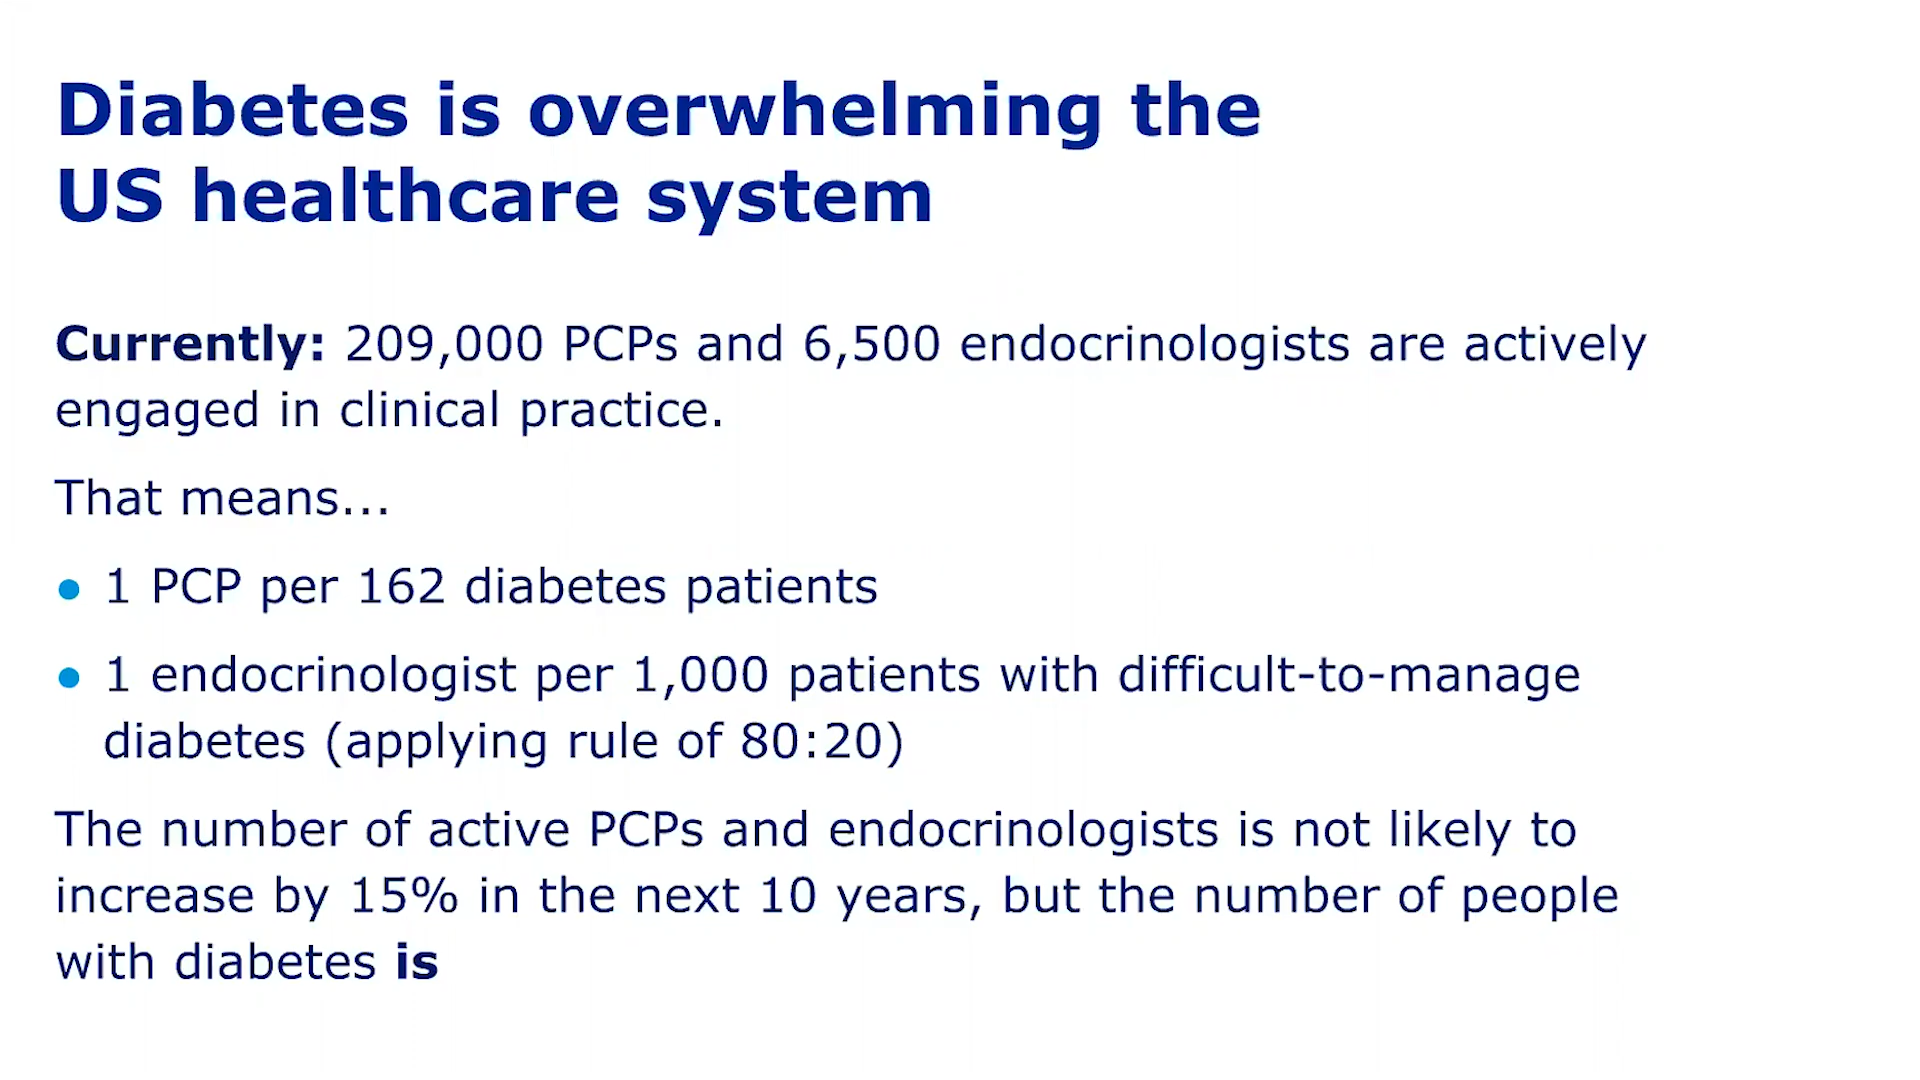 Diabetes is overwhelming the
US healthcare system
Currently: 209,000 PCPs and 6,500 endocrinologists are actively
engaged in clinical practice.
That means...
• 1 PCP per 162 diabetes patients
• 1 endocrinologist per 1,000 patients with difficult-to-manage
diabetes (applying rule of 80:20)
The number of active PCPs and endocrinologists is not likely to
increase by 15% in the next 10 years, but the number of people
with diabetes is